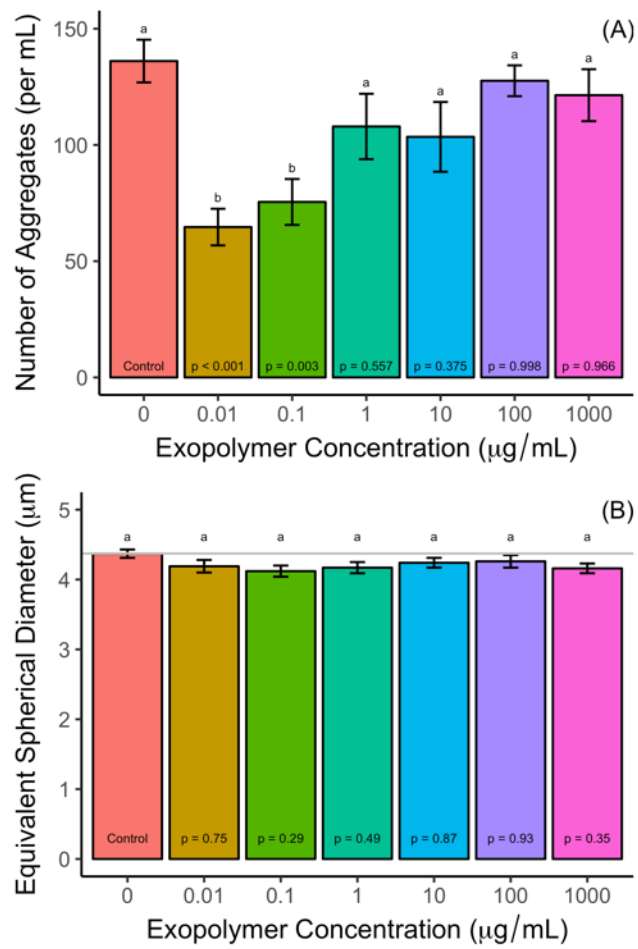 (A)
Number of Aggregates (per mL)
150
100
50
0
a
b
b
a
a
a
a
Control
p < 0.001
p = 0.003
p = 0.557
p = 0.375
p = 0.998
p = 0.966
0
0.01
0.1
1
10
100
1000
Exopolymer Concentration (μg/mL)
(B)
Equivalent Spherical Diameter (μm)
5
4
3
2
1
0
a
a
a
a
a
a
a
Control
p = 0.75
p = 0.29
p = 0.49
p = 0.87
p = 0.93
p = 0.35
0
0.01
0.1
1
10
100
1000
Exopolymer Concentration (μg/mL)